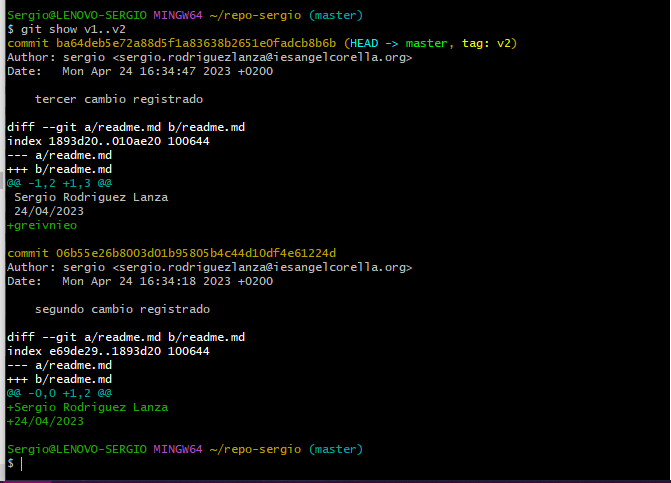 Sergio@LENOVO-SERGIO MINGW64 ~/repo-sergio (master)
$ git show v1..v2
commit ba64deb5e72a88d5f1a83638b2651e0fadcb8b6b (HEAD -> master, tag: v2)
Author: sergio <sergio.rodriguezlanza@iesangelcorella.org>
Date:   Mon Apr 24 16:34:47 2023 +0200
    tercer cambio registrado
diff --git a/readme.md b/readme.md
index 1893d20..010ae20 100644
--- a/readme.md
+++ b/readme.md
@@ -1,2 +1,3 @@
 Sergio Rodriguez Lanza
 24/04/2023
+greivnieo
commit 06b55e26b8003d01b95805b4c44d10df4e61224d
Author: sergio <sergio.rodriguezlanza@iesangelcorella.org>
Date:   Mon Apr 24 16:34:18 2023 +0200
    segundo cambio registrado
diff --git a/readme.md b/readme.md
index e69de29..1893d20 100644
--- a/readme.md
+++ b/readme.md
@@ -0,0 +1,2 @@
+Sergio Rodriguez Lanza
+24/04/2023
Sergio@LENOVO-SERGIO MINGW64 ~/repo-sergio (master)
$